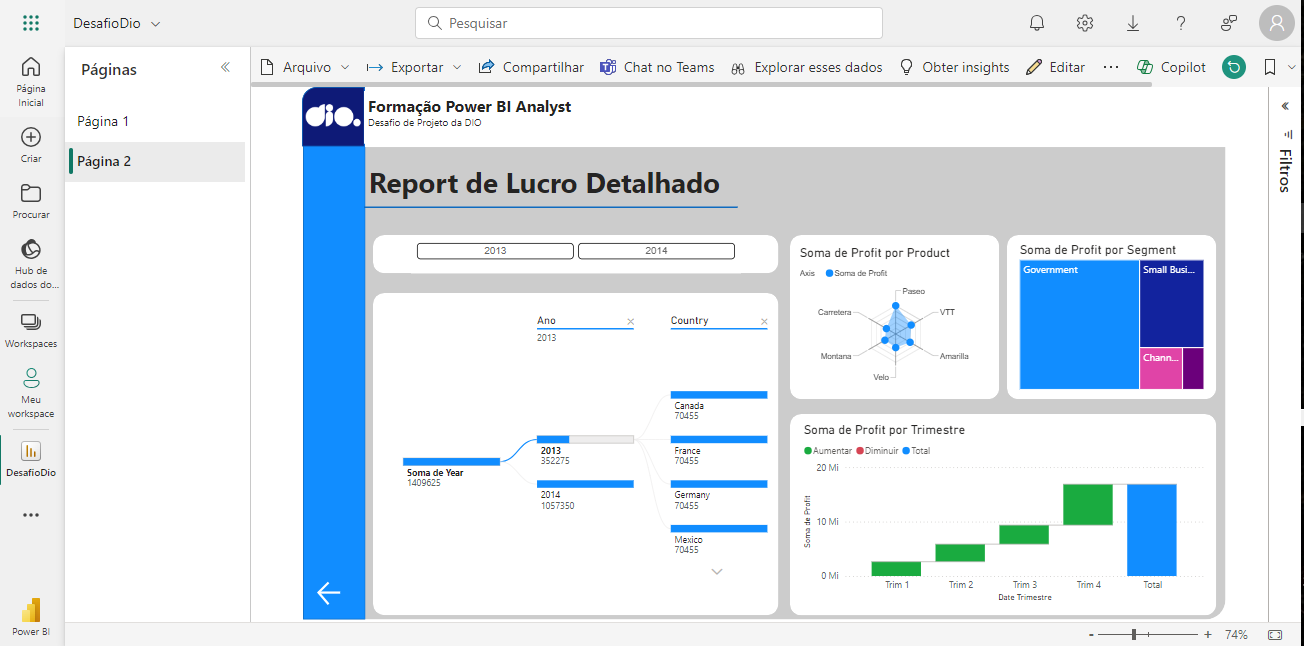 DesafioDio
Pesquisar
Página
Inicial
Criar
Procurar
Hub de
dados do...
Workspaces
Meu
workspace
DesafioDio
Power BI
Páginas
Página 1
Página 2
Arquivo
Exportar
Compartilhar
Chat no Teams
Explorar esses dados
Obter insights
Editar
Copilot
dio.
Formação Power BI Analyst
Desafio de Projeto da DIO
Report de Lucro Detalhado
2013
2014
Ano
2013
Country
Soma de Year
1409625
2013
352275
2014
1057350
Canada
70455
France
70455
Germany
70455
Mexico
70455
Soma de Profit por Product
Axis
Soma de Profit
Paseo
VTT
Amarilla
Velo
Montana
Carretera
Soma de Profit por Segment
Government
Small Busi...
Chann...
Soma de Profit por Trimestre
Aumentar
Diminuir
Total
Soma de Profit
20 Mi
10 Mi
0 Mi
Trim 1
Trim 2
Trim 3
Trim 4
Total
Date Trimestre
Filtros
- + 74%